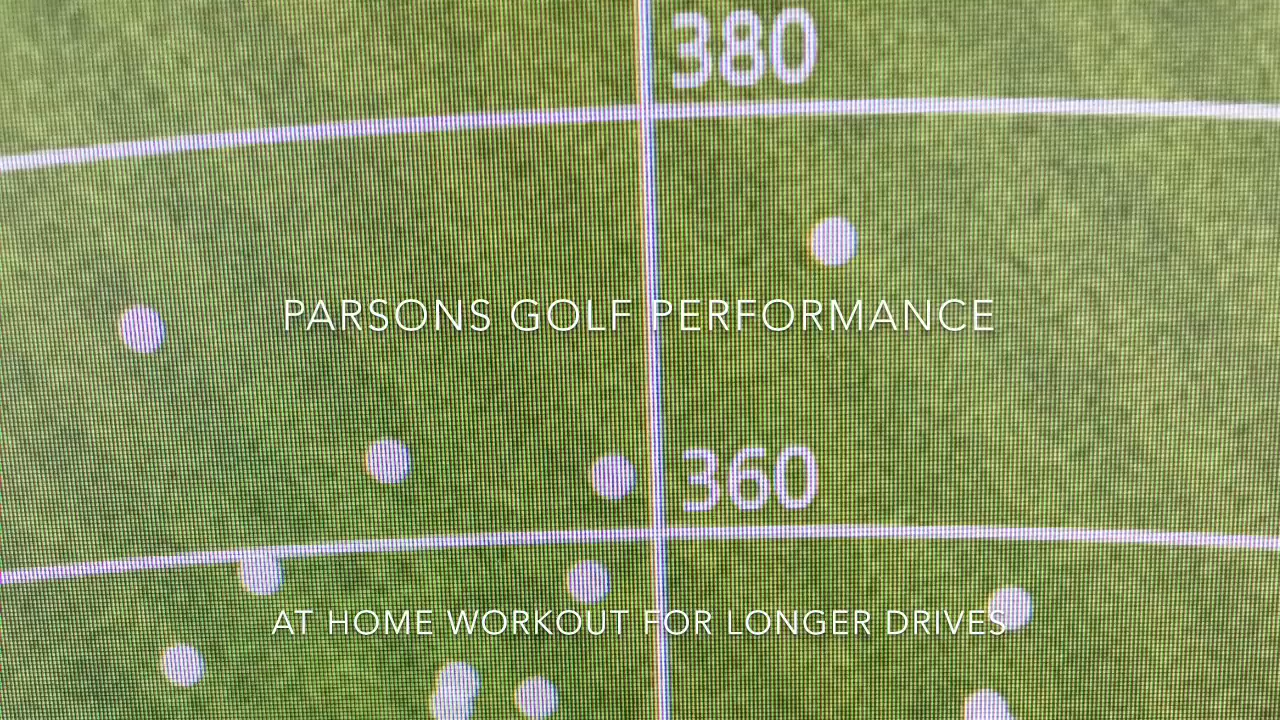 380
PARSONS GOLF PERFORMANCE
360
AT HOME WORKOUT FOR LONGER DRIVES